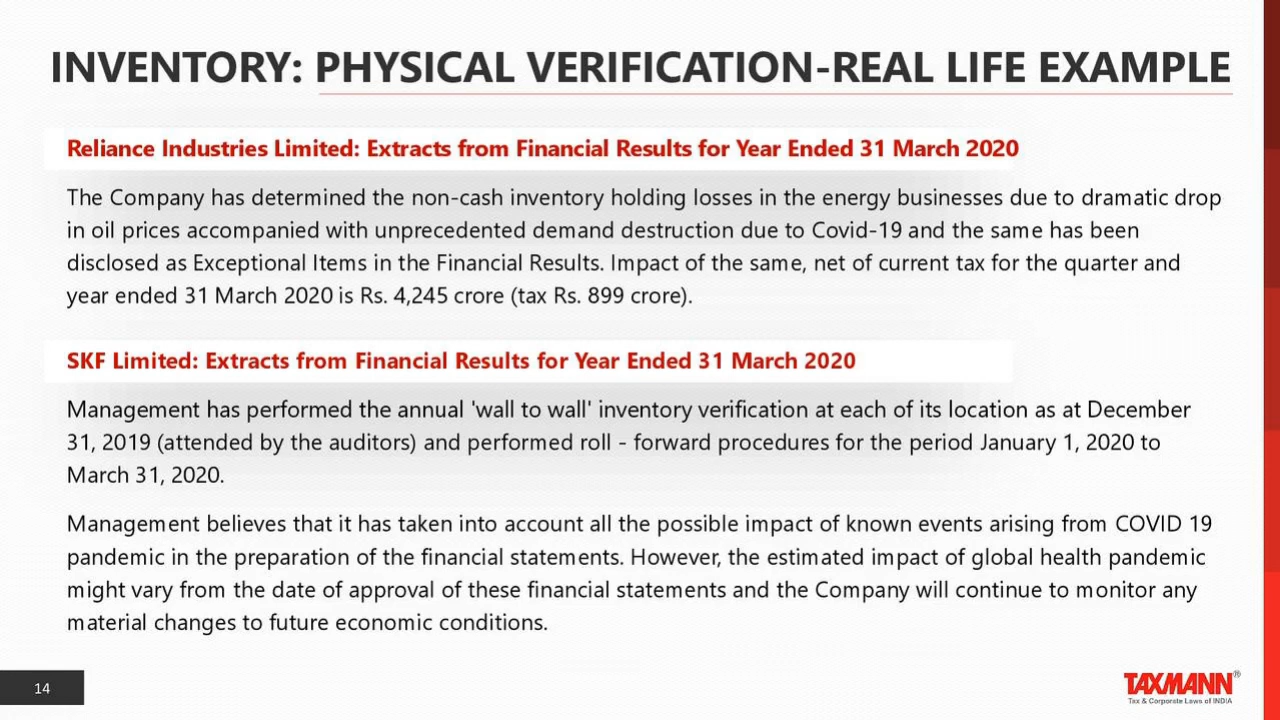 INVENTORY: PHYSICAL VERIFICATION-REAL LIFE EXAMPLE
Reliance Industries Limited: Extracts from Financial Results for Year Ended 31 March 2020
The Company has determined the non-cash inventory holding losses in the energy businesses due to dramatic drop
in oil prices accompanied with unprecedented demand destruction due to Covid-19 and the same has been
disclosed as Exceptional Items in the Financial Results. Impact of the same, net of current tax for the quarter and
year ended 31 March 2020 is Rs. 4,245 crore (tax Rs. 899 crore).
SKF Limited: Extracts from Financial Results for Year Ended 31 March 2020
Management has performed the annual 'wall to wall' inventory verification at each of its location as at December
31, 2019 (attended by the auditors) and performed roll - forward procedures for the period January 1, 2020 to
March 31, 2020.
Management believes that it has taken into account all the possible impact of known events arising from COVID 19
pandemic in the preparation of the financial statements. However, the estimated impact of global health pandemic
might vary from the date of approval of these financial statements and the Company will continue to monitor any
material changes to future economic conditions.
14
TAXMANN®
Tax & Corporate Laws of INDIA